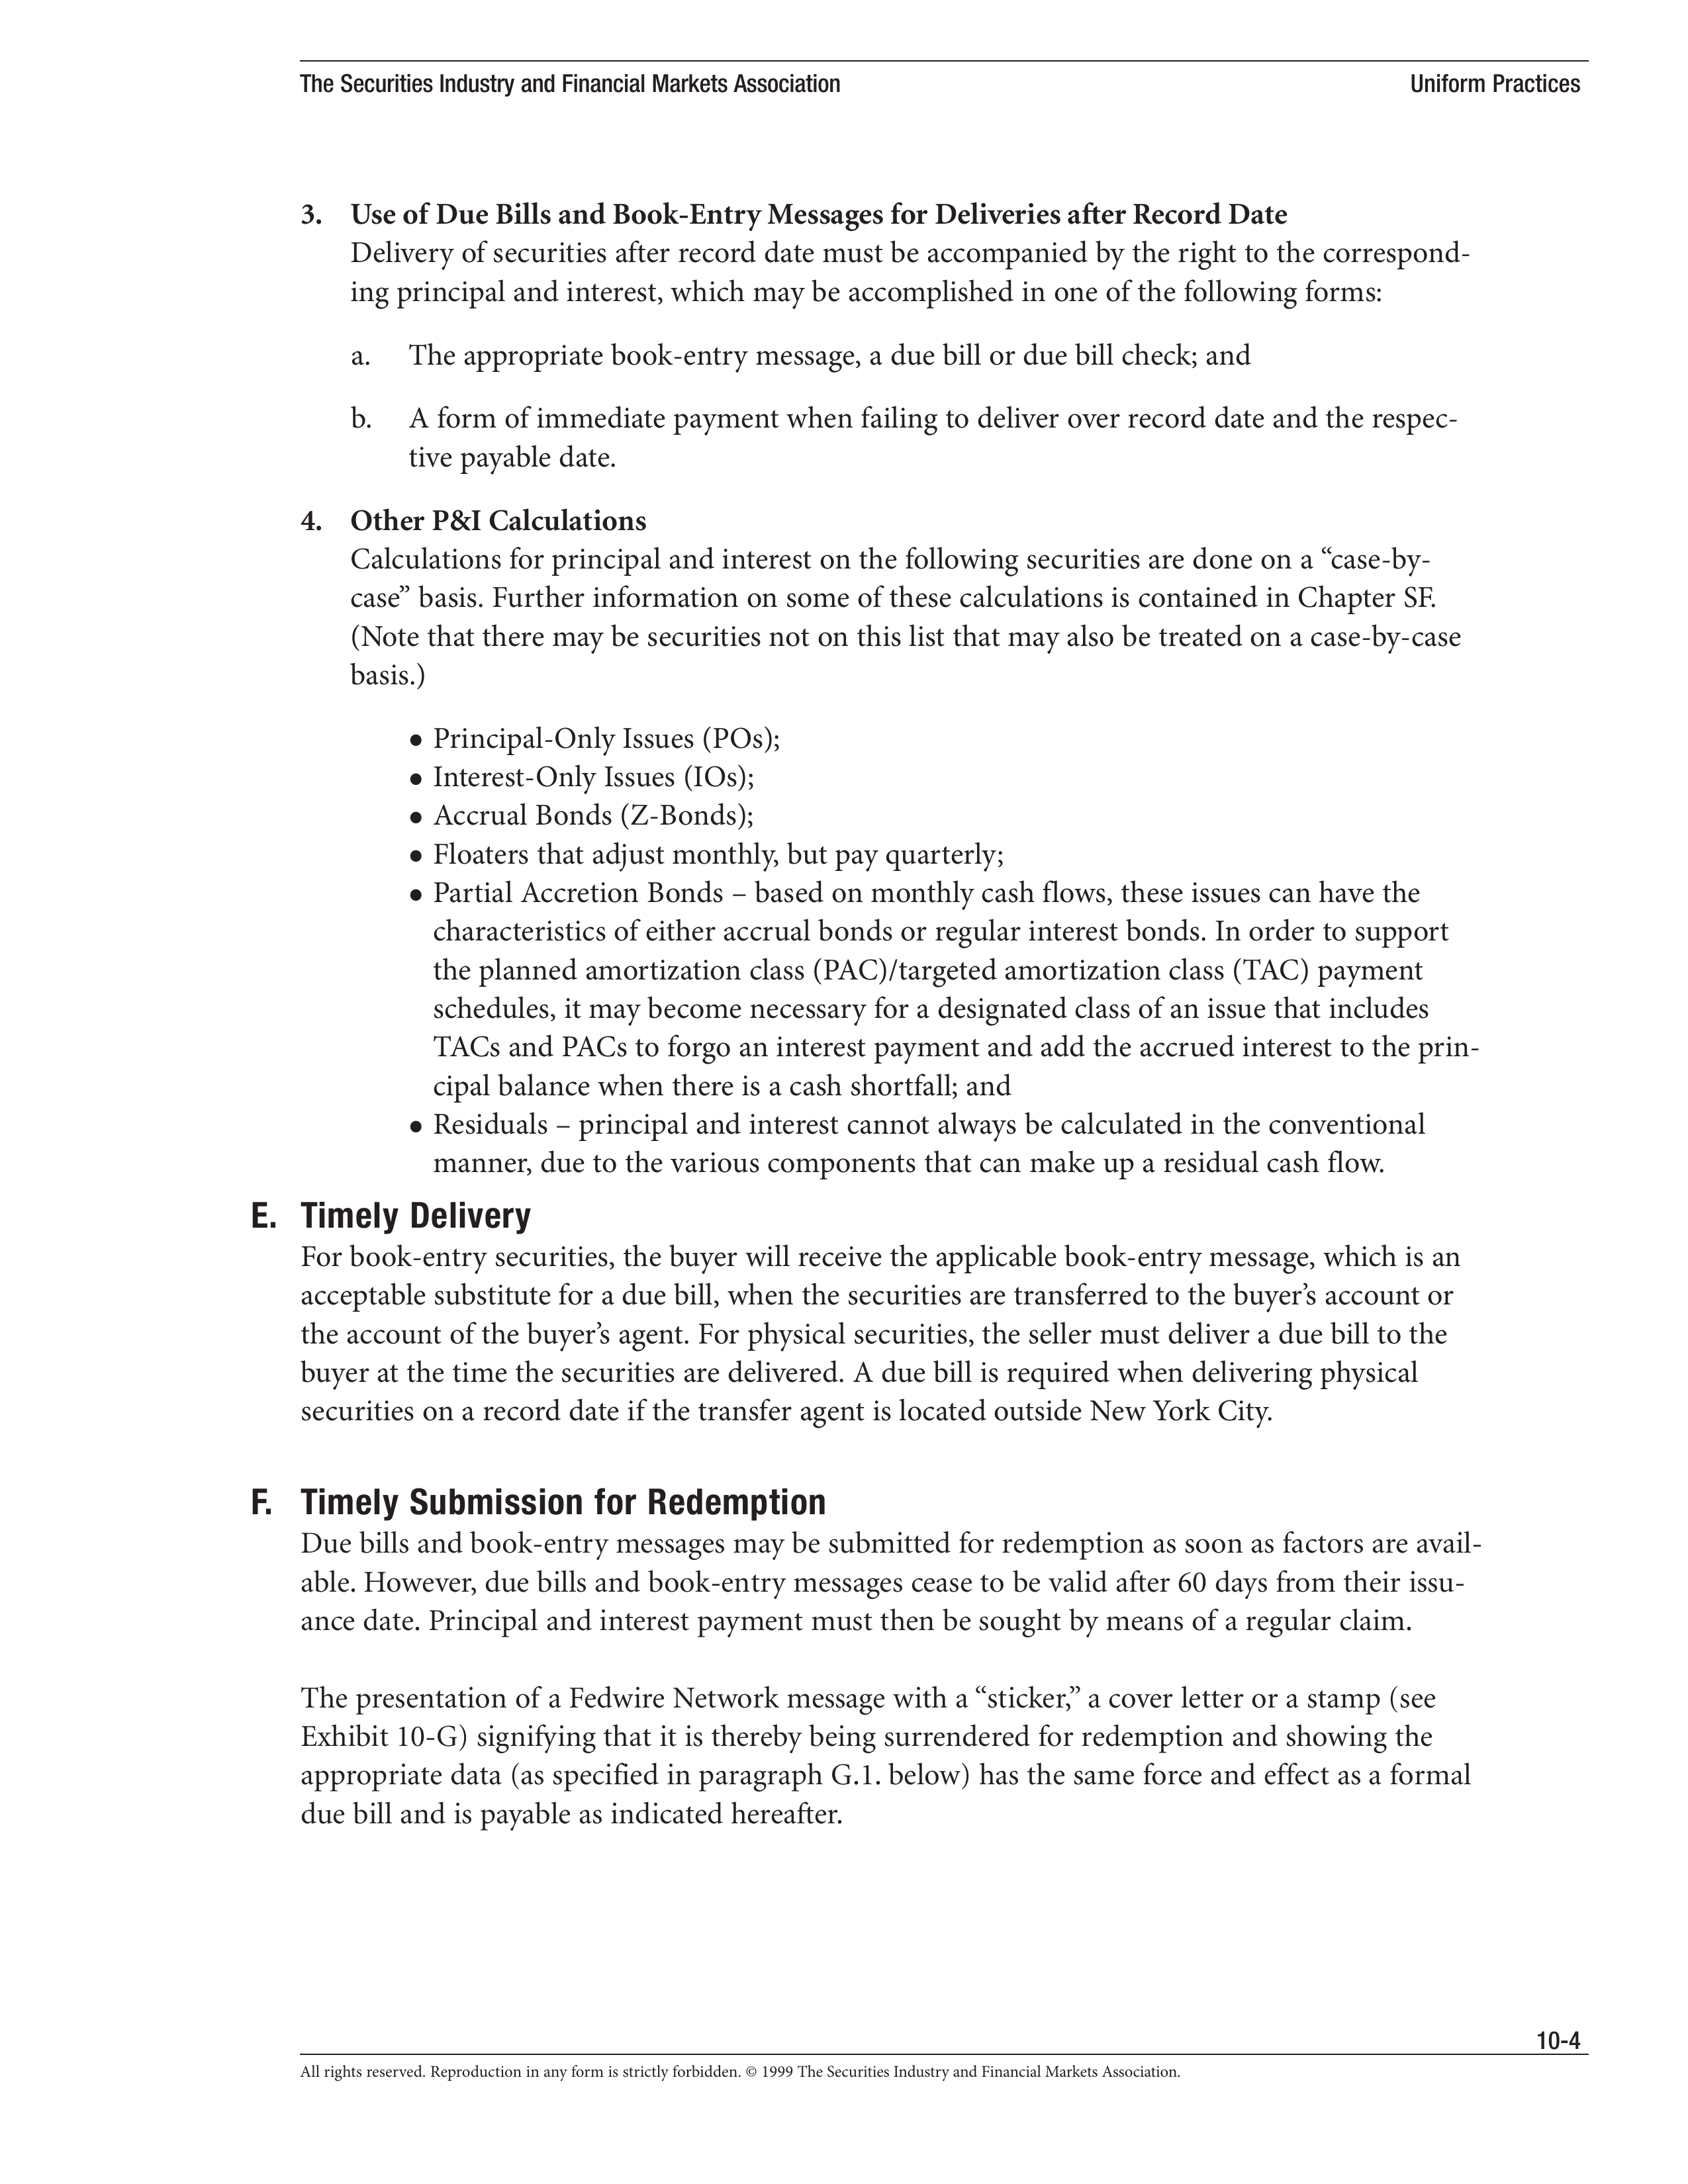 The Securities Industry and Financial Markets Association Uniform Practices
3. Use of Due Bills and Book-Entry Messages for Deliveries after Record Date
Delivery of securities after record date must be accompanied by the right to the correspond-
ing principal and interest, which may be accomplished in one of the following forms:
a. The appropriate book-entry message, a due bill or due bill check; and
b. A form of immediate payment when failing to deliver over record date and the respec-
tive payable date.
4. Other P&I Calculations
Calculations for principal and interest on the following securities are done on a “case-by-
case” basis. Further information on some of these calculations is contained in Chapter SF.
(Note that there may be securities not on this list that may also be treated on a case-by-case
basis.)
• Principal-Only Issues (POs);
• Interest-Only Issues (IOs);
• Accrual Bonds (Z-Bonds);
• Floaters that adjust monthly, but pay quarterly;
• Partial Accretion Bonds – based on monthly cash flows, these issues can have the
characteristics of either accrual bonds or regular interest bonds. In order to support
the planned amortization class (PAC)/targeted amortization class (TAC) payment
schedules, it may become necessary for a designated class of an issue that includes
TACs and PACs to forgo an interest payment and add the accrued interest to the prin-
cipal balance when there is a cash shortfall; and
• Residuals – principal and interest cannot always be calculated in the conventional
manner, due to the various components that can make up a residual cash flow.
E. Timely Delivery
For book-entry securities, the buyer will receive the applicable book-entry message, which is an
acceptable substitute for a due bill, when the securities are transferred to the buyer’s account or
the account of the buyer’s agent. For physical securities, the seller must deliver a due bill to the
buyer at the time the securities are delivered. A due bill is required when delivering physical
securities on a record date if the transfer agent is located outside New York City.
F. Timely Submission for Redemption
Due bills and book-entry messages may be submitted for redemption as soon as factors are avail-
able. However, due bills and book-entry messages cease to be valid after 60 days from their issu-
ance date. Principal and interest payment must then be sought by means of a regular claim.
The presentation of a Fedwire Network message with a “sticker,” a cover letter or a stamp (see
Exhibit 10-G) signifying that it is thereby being surrendered for redemption and showing the
appropriate data (as specified in paragraph G.1. below) has the same force and effect as a formal
due bill and is payable as indicated hereafter.
10-4
All rights reserved. Reproduction in any form is strictly forbidden. © 1999 The Securities Industry and Financial Markets Association.